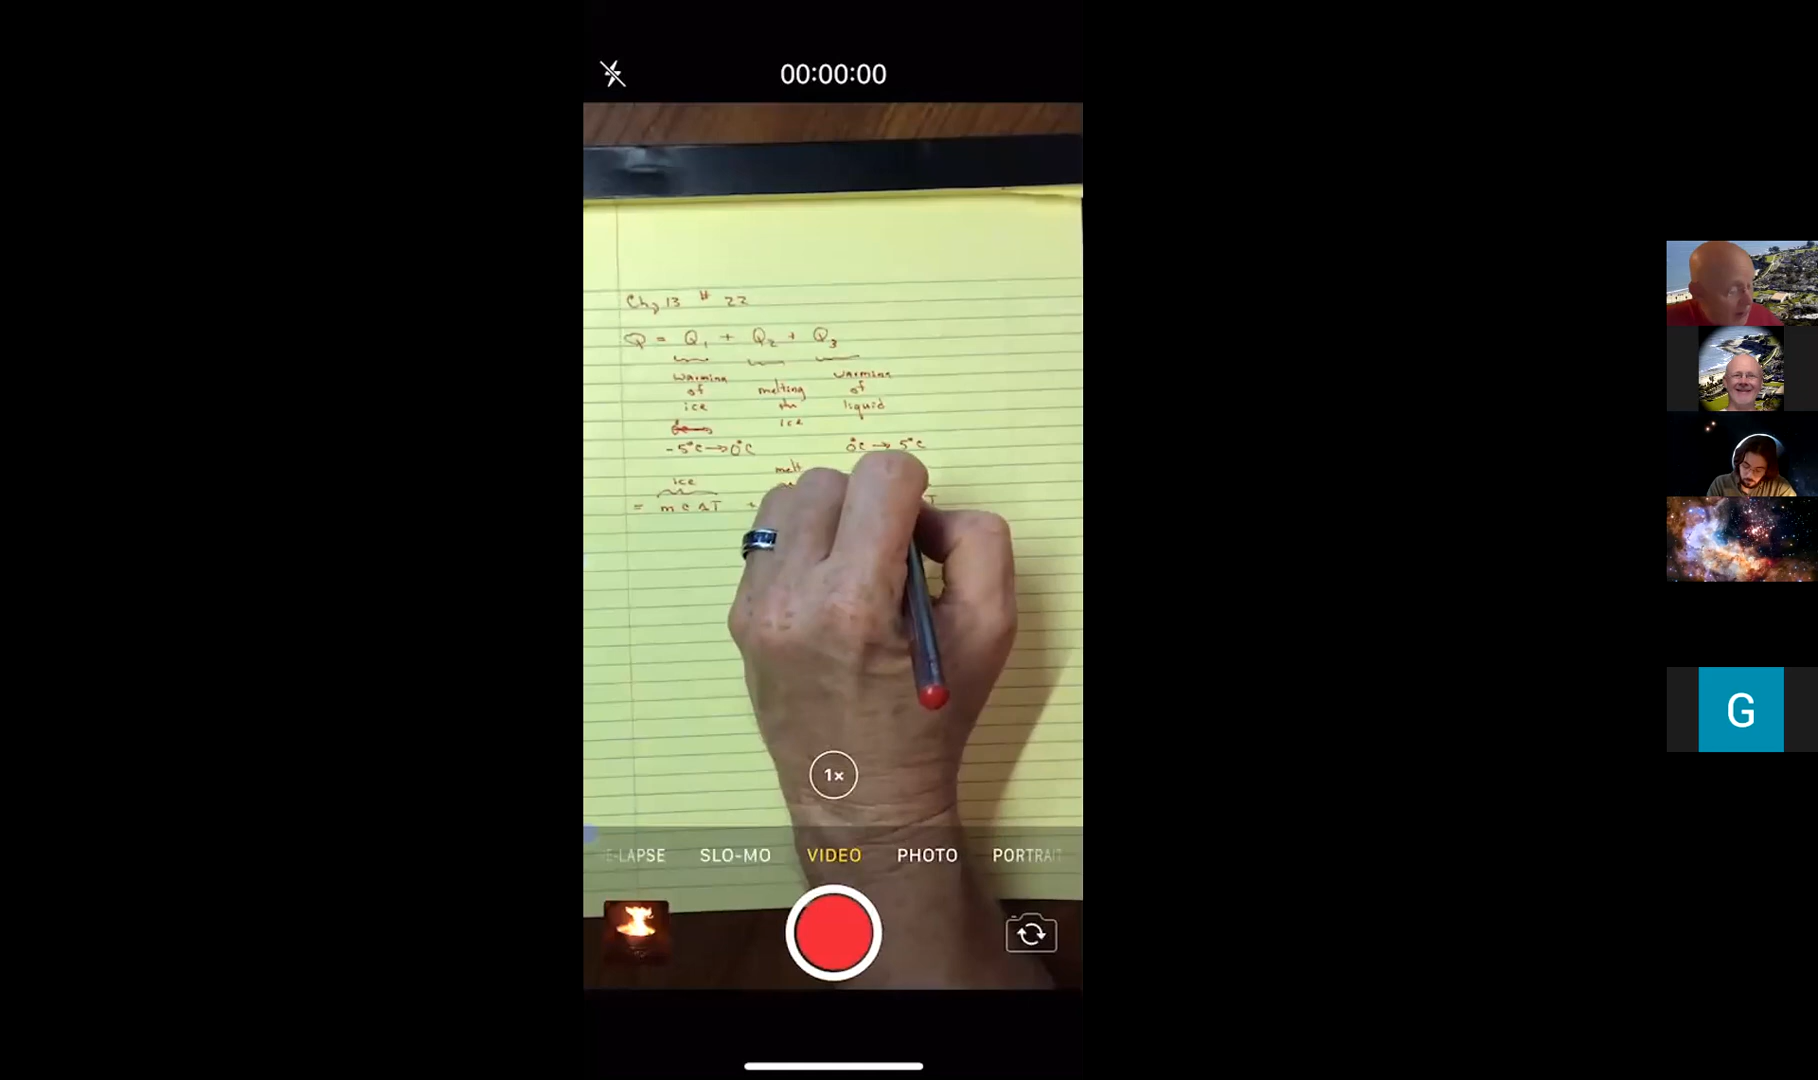 00:00:00
Ch, 13 # 22
Q = Q1 + Q2 + Q3
warming melting warming
of the of
ice ice liquid
-5°C → 0°C 0°C → 5°C
ice melt
= m c ΔT + T
1×
E-LAPSE SLO-MO VIDEO PHOTO PORTRAIT
G